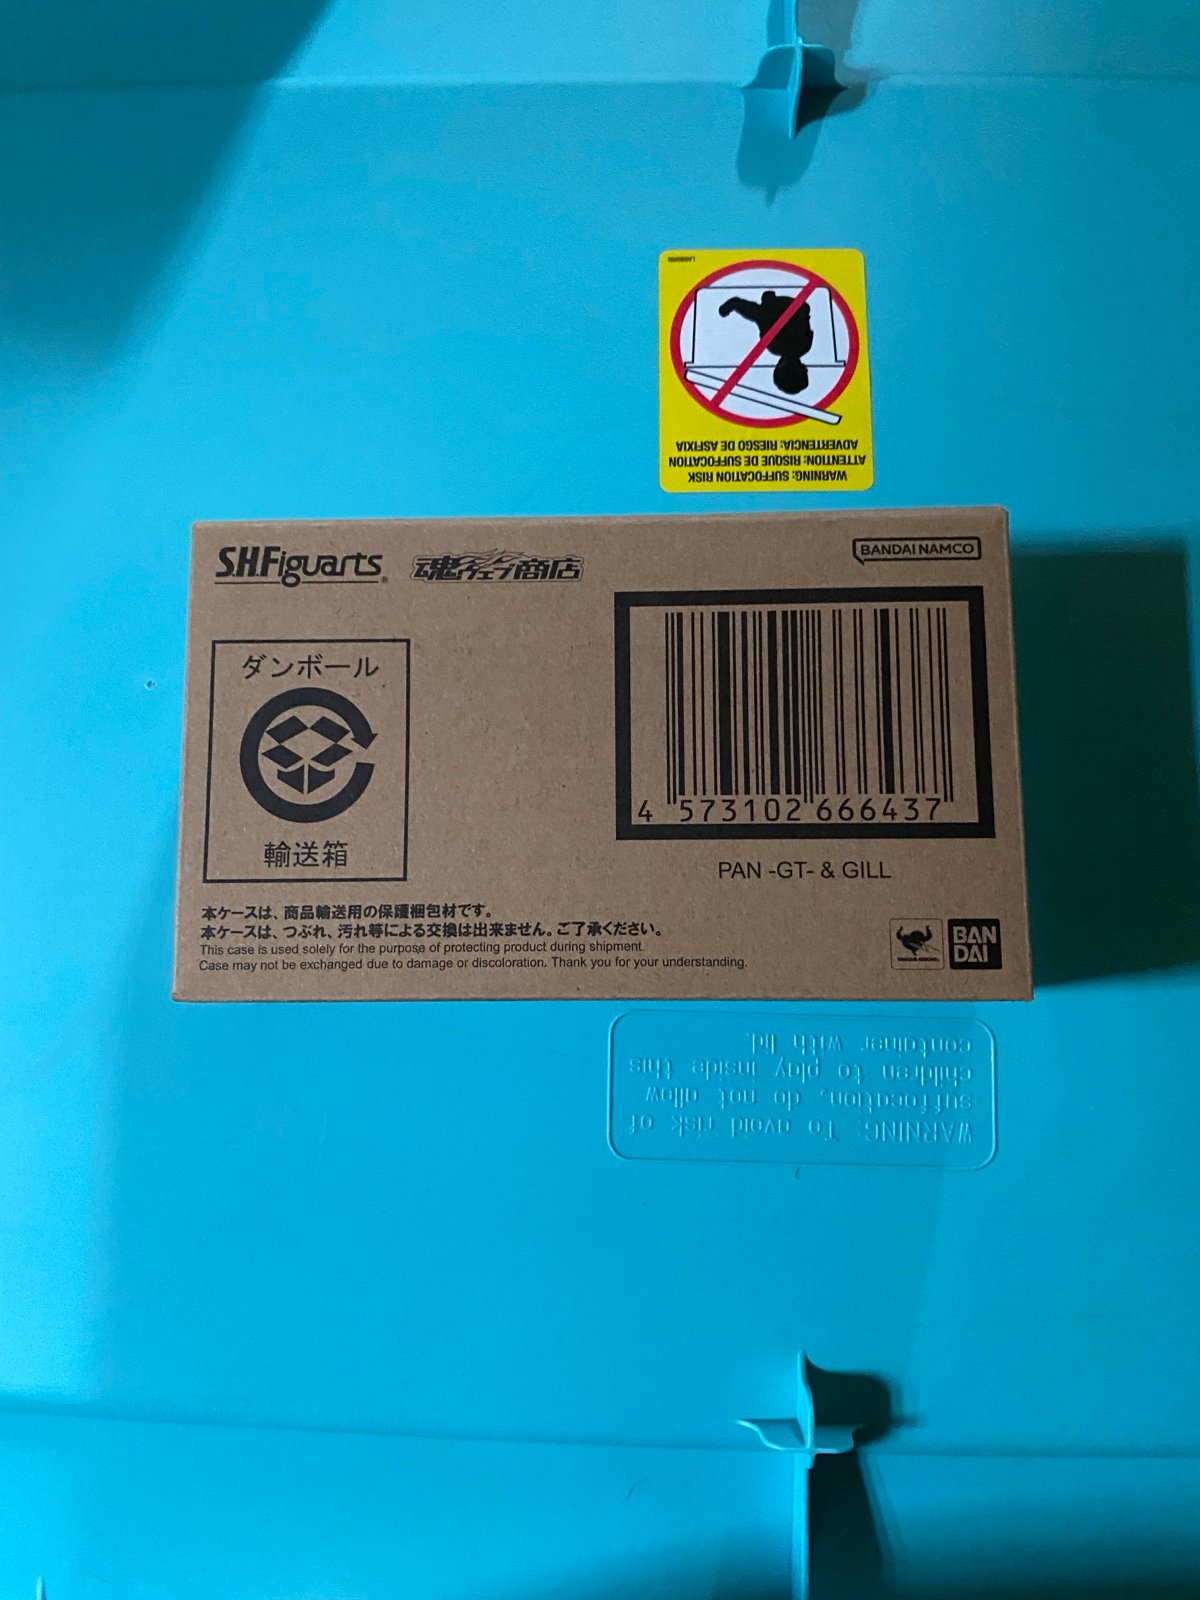 WARNING: SUFFOCATION RISK
ATTENTION: RISQUE DE SUFFOCATION
ADVERTENCIA: RIESGO DE ASFIXIA
S.H.Figuarts®
魂ウェブ商店
BANDAI NAMCO
ダンボール
輸送箱
4 573102 666437
PAN -GT- & GILL
本ケースは、商品輸送用の保護梱包材です。
本ケースは、つぶれ、汚れ等による交換は出来ません。ご了承ください。
This case is used solely for the purpose of protecting product during shipment.
Case may not be exchanged due to damage or discoloration. Thank you for your understanding.
BAN
DAI
WARNING: To avoid risk of
suffocation, do not allow
children to play inside this
container with lid.